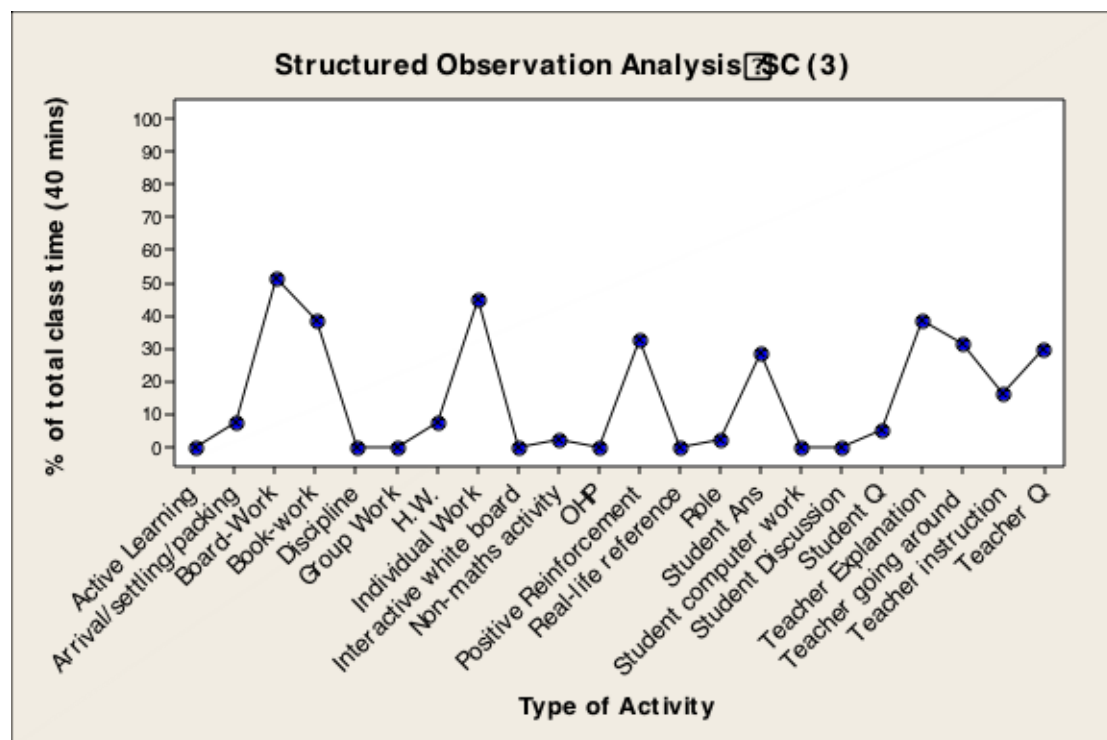 Structured Observation Analysis SC (3)
% of total class time (40 mins)
100
90
80
70
60
50
40
30
20
10
0
Active Learning
Arrival/settling/packing
Board-Work
Book-work
Discipline
Group Work
H.W.
Individual Work
Interactive white board
Non-maths activity
OHP
Positive Reinforcement
Real-life reference
Role
Student Ans
Student computer work
Student Discussion
Student Q
Teacher Explanation
Teacher going around
Teacher instruction
Teacher Q
Type of Activity